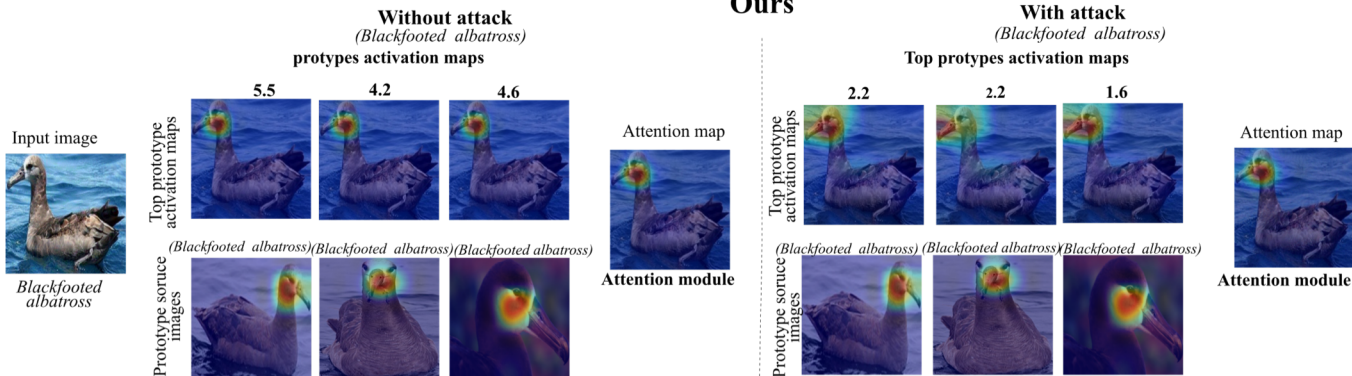 Ours
Without attack
(Blackfooted albatross)
protypes activation maps
5.5 4.2 4.6
Input image
Top prototype
activation maps
Attention map
(Blackfooted albatross) (Blackfooted albatross) (Blackfooted albatross)
Attention module
Blackfooted
albatross
Prototype soruce
images
With attack
(Blackfooted albatross)
Top protypes activation maps
2.2 2.2 1.6
Top prototype
activation maps
Attention map
(Blackfooted albatross) (Blackfooted albatross) (Blackfooted albatross)
Attention module
Prototype soruce
images